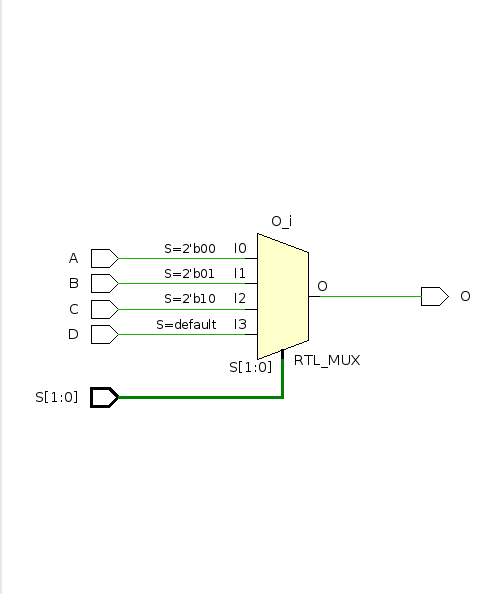 O_i
A S=2'b00 I0
B S=2'b01 I1
C S=2'b10 I2
D S=default I3
O
O
S[1:0]
RTL_MUX
S[1:0]